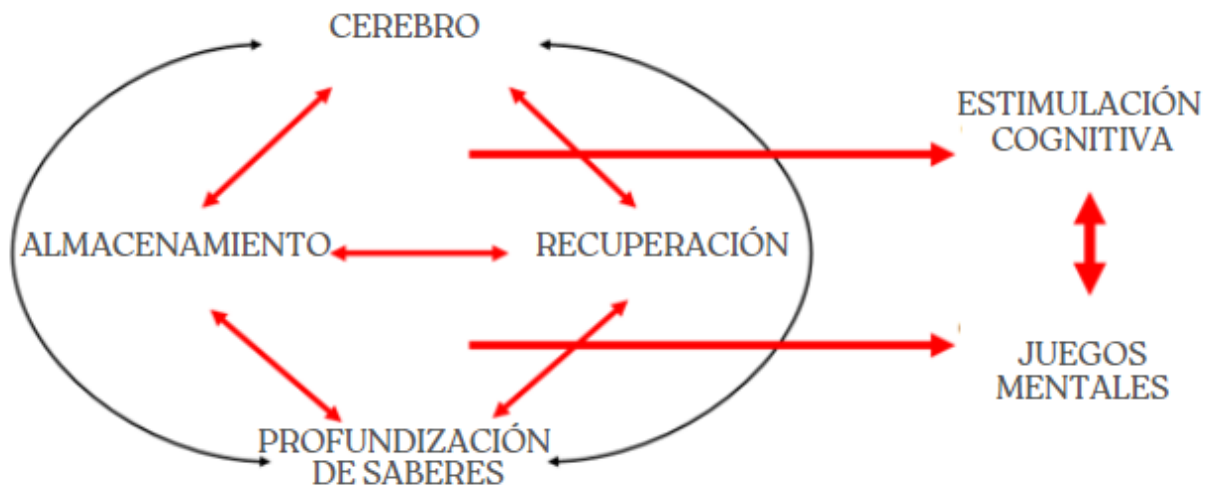 CEREBRO
ESTIMULACIÓN
COGNITIVA
ALMACENAMIENTO
RECUPERACIÓN
JUEGOS
MENTALES
PROFUNDIZACIÓN
DE SABERES